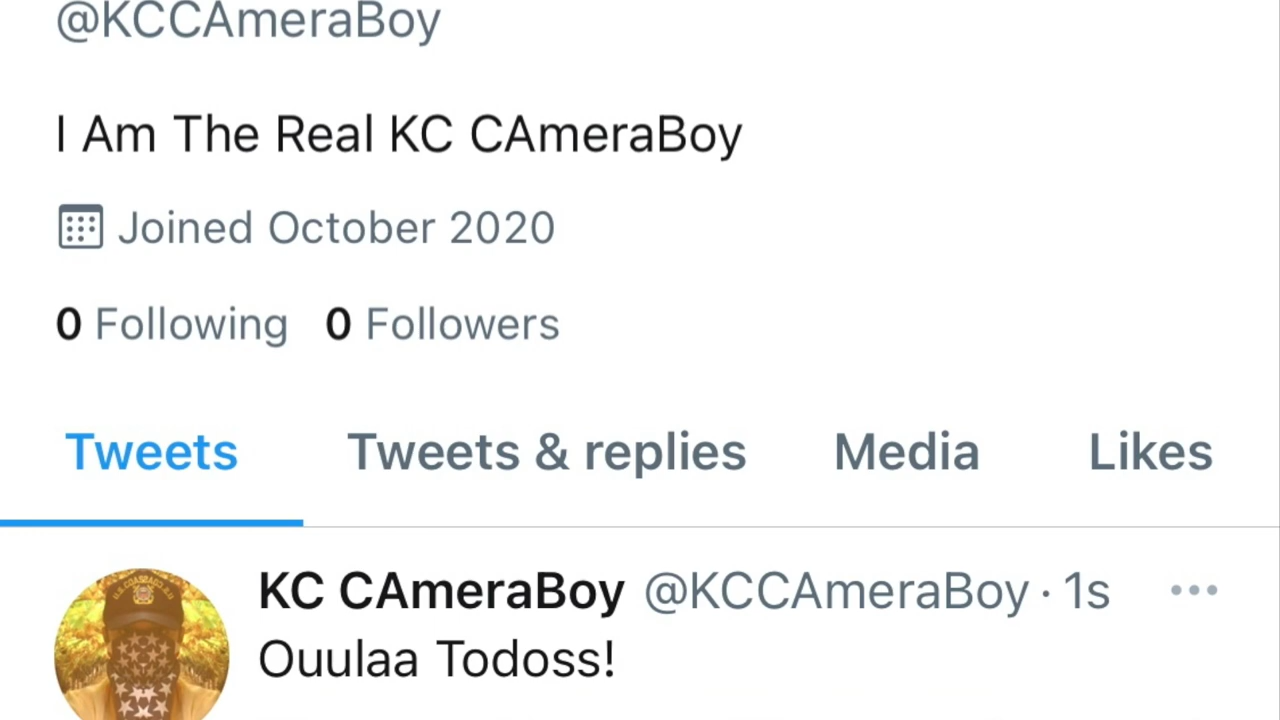 @KCCAmeraBoy
I Am The Real KC CAmeraBoy
Joined October 2020
0 Following 0 Followers
Tweets Tweets & replies Media Likes
KC CAmeraBoy @KCCAmeraBoy · 1s
Ouulaa Todoss!